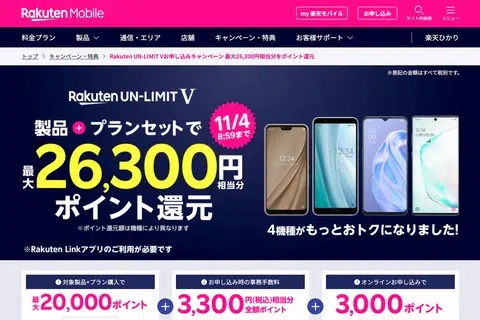 Rakuten Mobile
my 楽天モバイル
お申し込み
サイト内検索
メニュー
料金プラン 製品 通信・エリア 店舗 キャンペーン・特典 お客様サポート 楽天ひかり
トップ > キャンペーン・特典 > Rakuten UN-LIMIT Vお申し込みキャンペーン 最大26,300円相当分をポイント還元
※表記の金額はすべて税別です。
Rakuten UN-LIMIT V
製品+プランセットで
11/4
8:59まで
最大26,300円相当分
ポイント還元
※ポイント還元額は機種により異なります
※Rakuten Linkアプリのご利用が必要です
4機種がもっとおトクになりました!
1 対象製品+プラン購入で
最大20,000ポイント
+
2 お申し込み時の事務手数料
3,300円(税込)相当分全額ポイント
+
3 オンラインお申し込みで
3,000ポイント